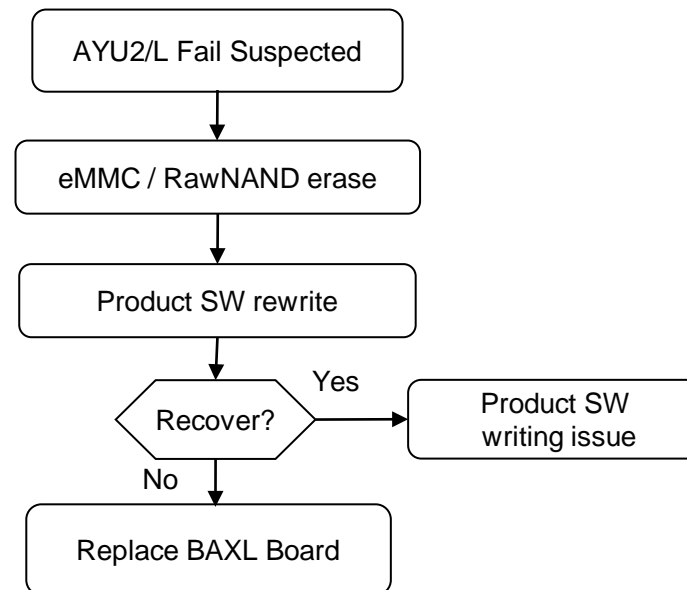 AYU2/L Fail Suspected
eMMC / RawNAND erase
Product SW rewrite
Recover?
Yes
Product SW
writing issue
No
Replace BAXL Board